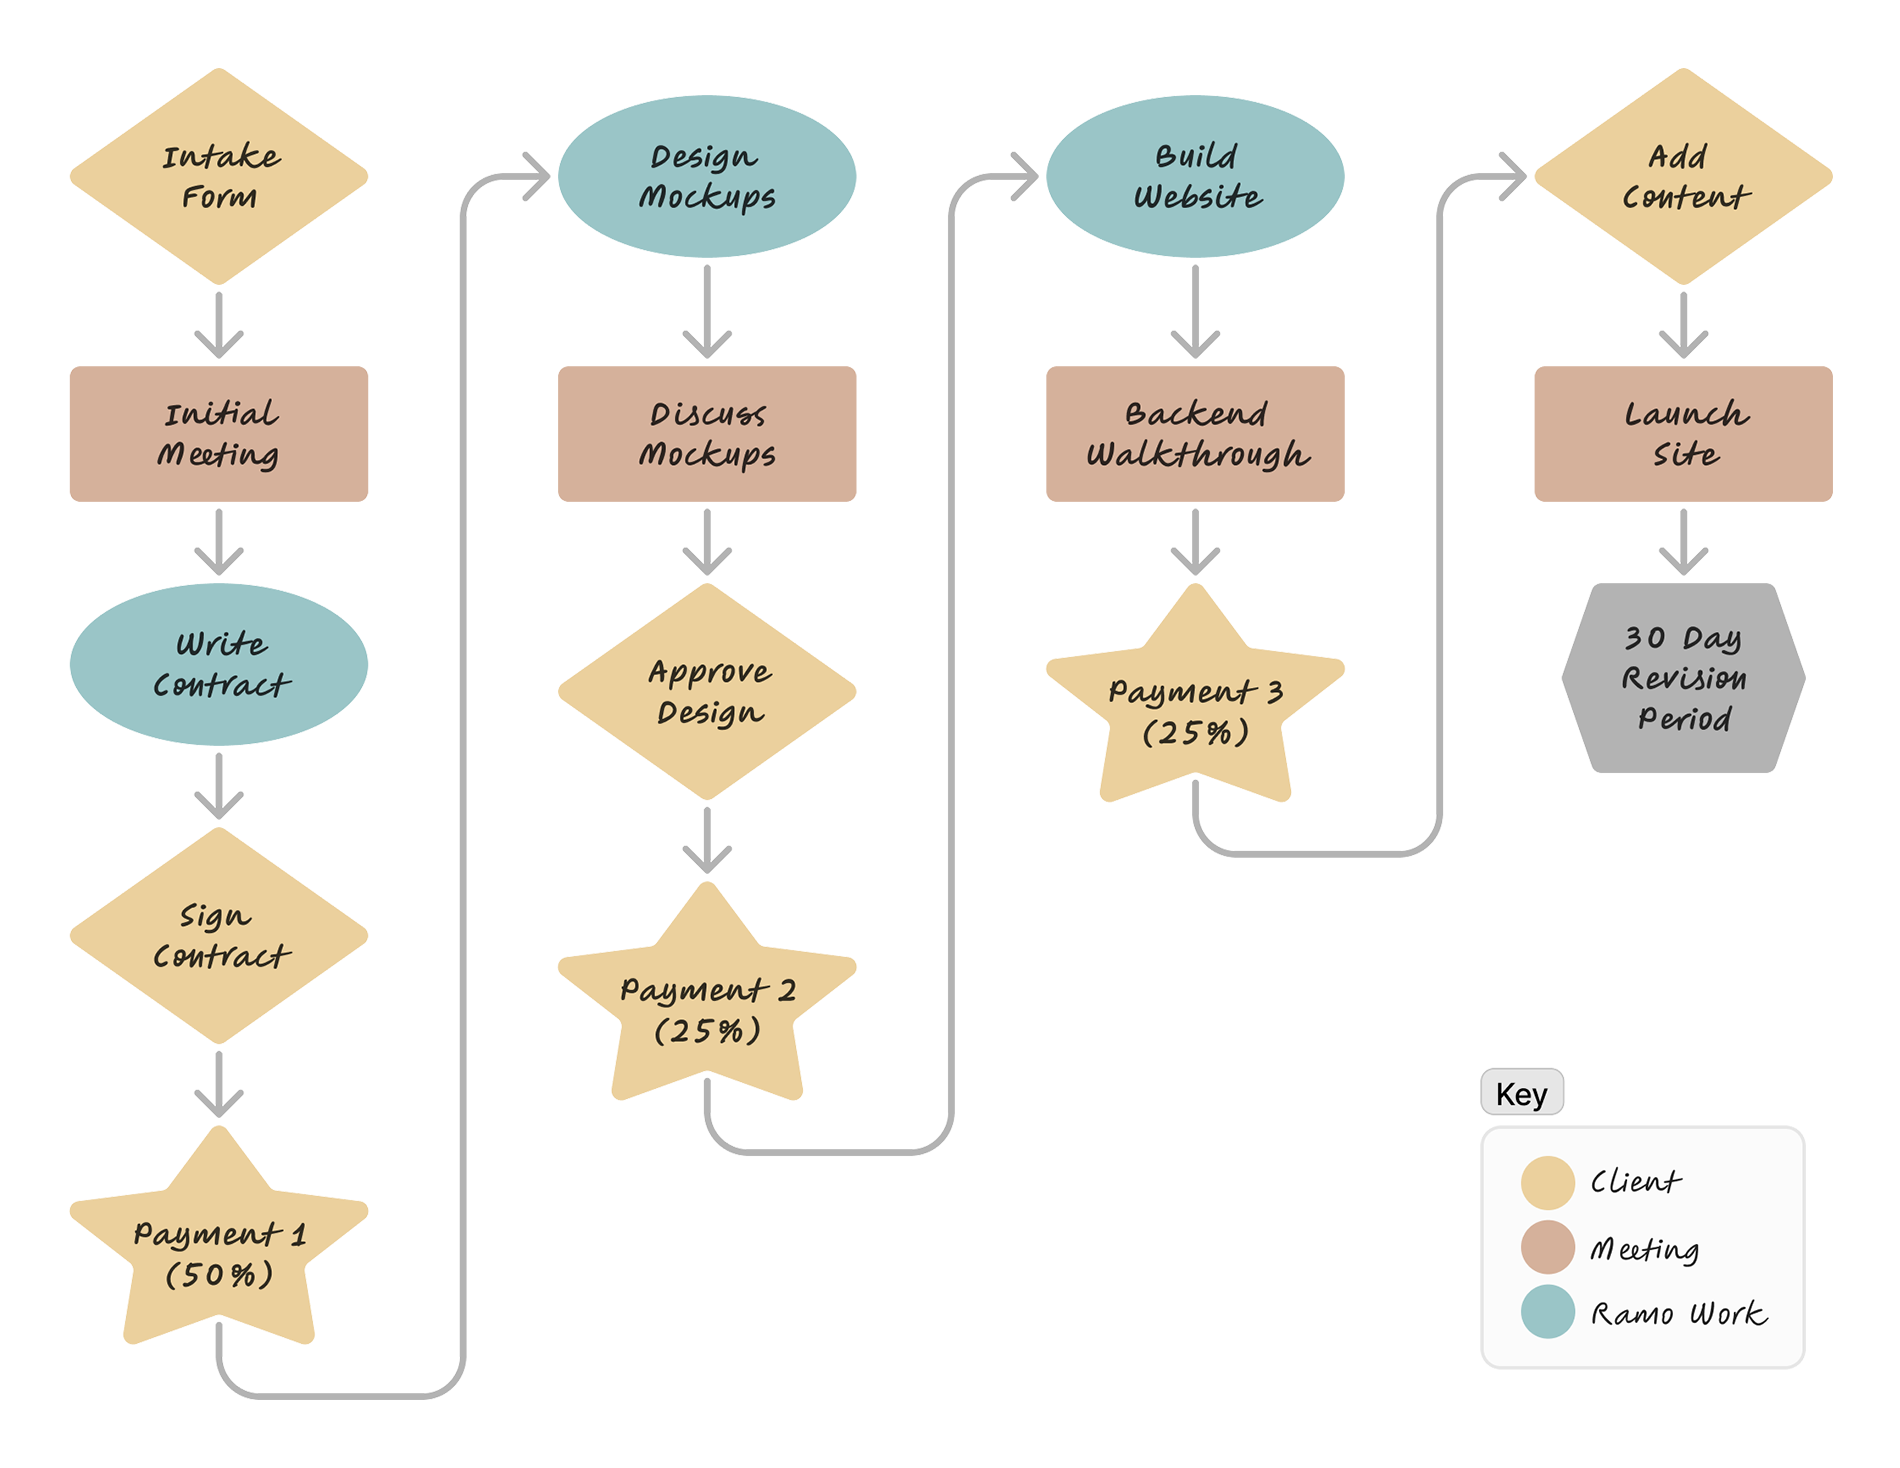 Intake
Form
Initial
Meeting
Write
Contract
Sign
Contract
Payment 1
(50%)
Design
Mockups
Discuss
Mockups
Approve
Design
Payment 2
(25%)
Build
Website
Backend
Walkthrough
Payment 3
(25%)
Add
Content
Launch
Site
30 Day
Revision
Period
Key
Client
Meeting
Ramo Work